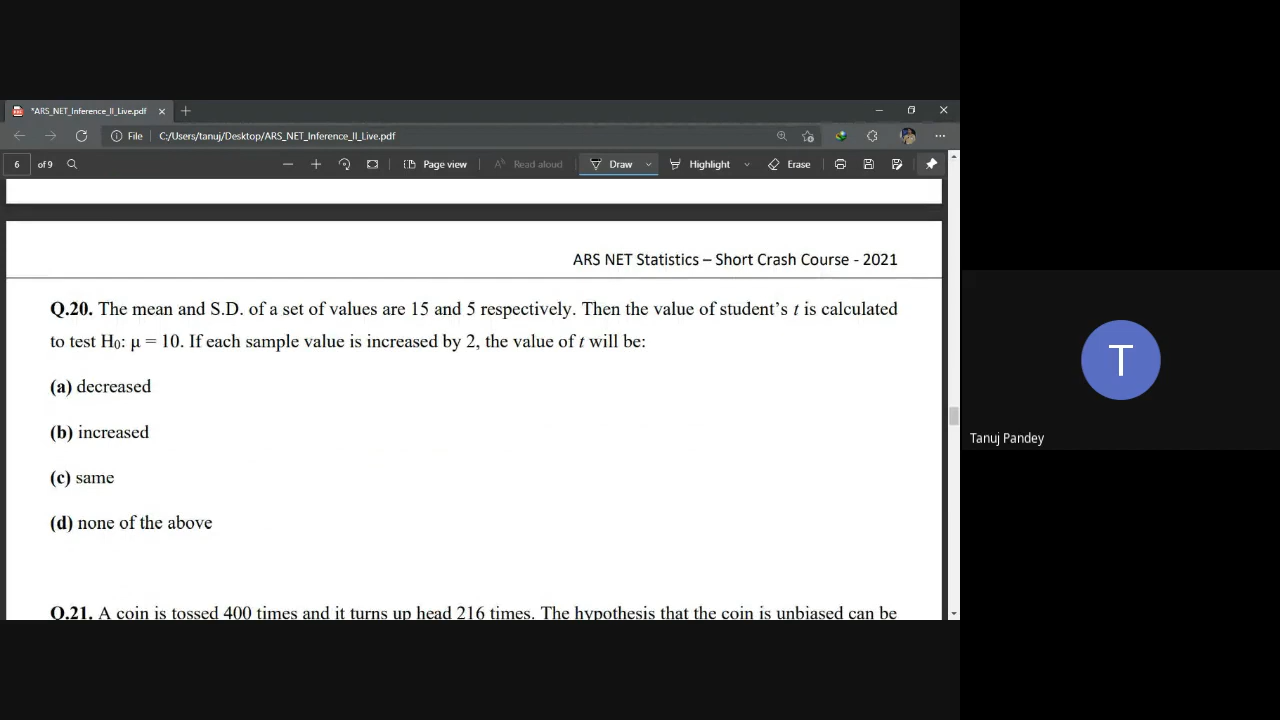 *ARS_NET_Inference_II_Live.pdf
File C:/Users/tanuj/Desktop/ARS_NET_Inference_II_Live.pdf
6 of 9 Page view Read aloud Draw Highlight Erase
ARS NET Statistics – Short Crash Course - 2021
Q.20. The mean and S.D. of a set of values are 15 and 5 respectively. Then the value of student’s t is calculated
to test H0: μ = 10. If each sample value is increased by 2, the value of t will be:
(a) decreased
(b) increased
(c) same
(d) none of the above
Q.21. A coin is tossed 400 times and it turns up head 216 times. The hypothesis that the coin is unbiased can be
T
Tanuj Pandey